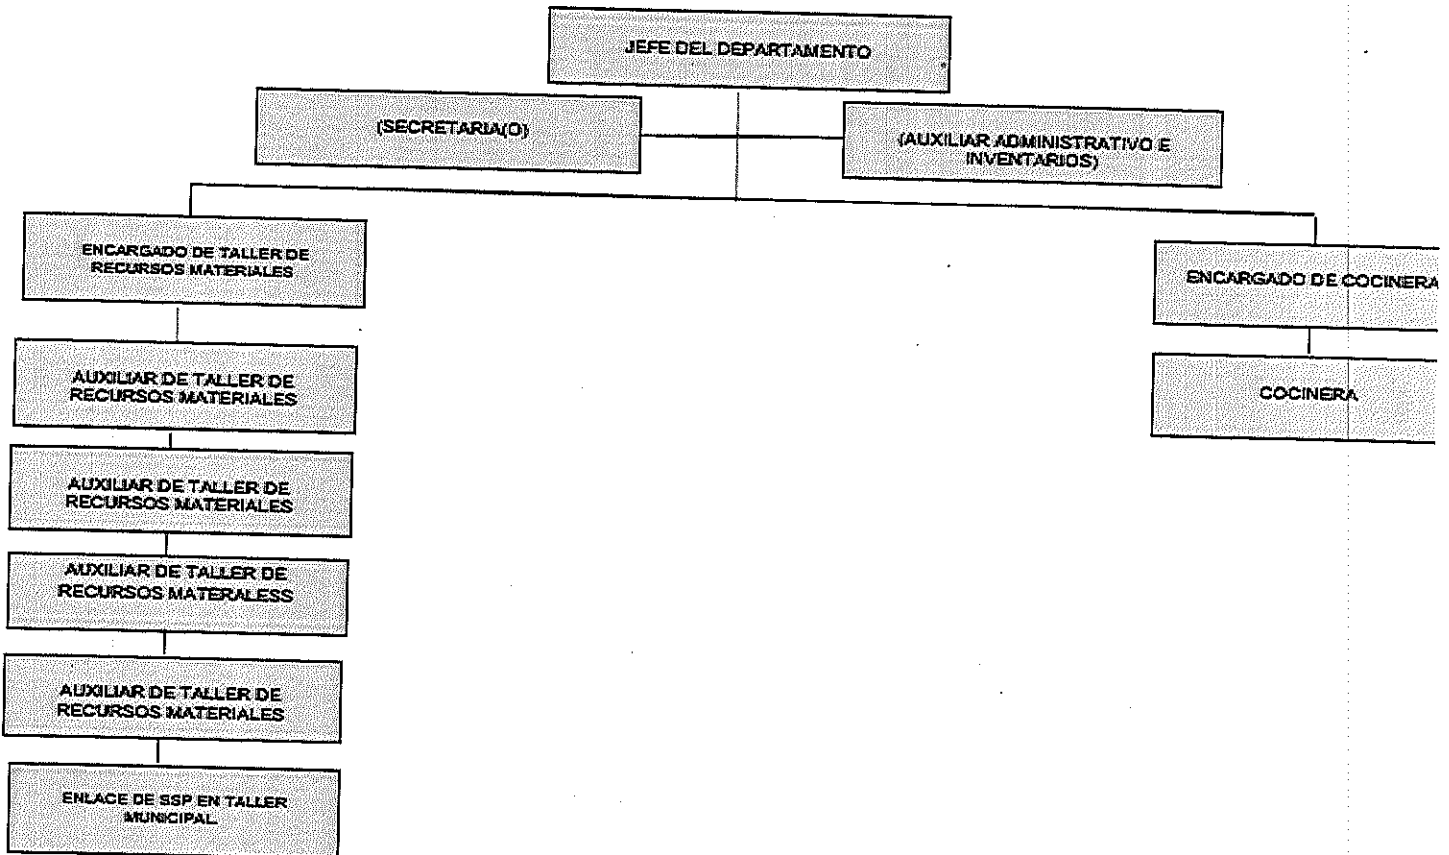 JEFE DEL DEPARTAMENTO
(SECRETARIA(O)
(AUXILIAR ADMINISTRATIVO E
INVENTARIOS)
ENCARGADO DE TALLER DE
RECURSOS MATERIALES
ENCARGADO DE COCINERA
AUXILIAR DE TALLER DE
RECURSOS MATERIALES
COCINERA
AUXILIAR DE TALLER DE
RECURSOS MATERIALES
AUXILIAR DE TALLER DE
RECURSOS MATERALESS
AUXILIAR DE TALLER DE
RECURSOS MATERIALES
ENLACE DE SSP EN TALLER
MUNICIPAL